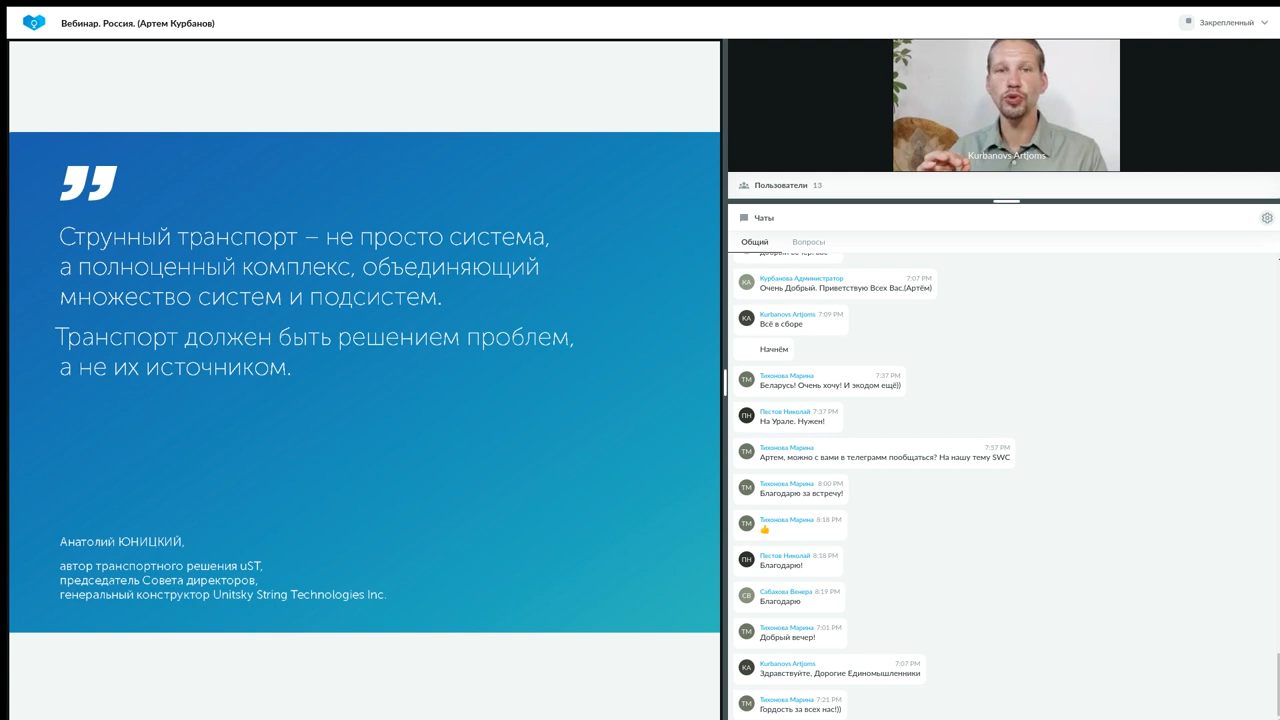 Вебинар. Россия. (Артем Курбанов)
Закрепленный
Струнный транспорт – не просто система,
а полноценный комплекс, объединяющий
множество систем и подсистем.
Транспорт должен быть решением проблем,
а не их источником.
Анатолий ЮНИЦКИЙ,
автор транспортного решения uST,
председатель Совета директоров,
генеральный конструктор Unitsky String Technologies Inc.
Kurbanovs Artjoms
Пользователи 13
Чаты
Общий Вопросы
КА Курбанова Администратор 7:07 PM
Очень Добрый. Приветствую Всех Вас.(Артём)
KA Kurbanovs Artjoms 7:09 PM
Всё в сборе
Начнём
ТМ Тихонова Марина 7:37 PM
Беларусь! Очень хочу! И экодом ещё))
ПН Пестов Николай 7:37 PM
На Урале. Нужен!
ТМ Тихонова Марина 7:57 PM
Артем, можно с вами в телеграмм пообщаться? На нашу тему SWC
ТМ Тихонова Марина 8:00 PM
Благодарю за встречу!
ТМ Тихонова Марина 8:18 PM
👍
ПН Пестов Николай 8:18 PM
Благодарю!
СВ Сабахова Венера 8:19 PM
Благодарю
ТМ Тихонова Марина 7:01 PM
Добрый вечер!
KA Kurbanovs Artjoms 7:07 PM
Здравствуйте, Дорогие Единомышленники
ТМ Тихонова Марина 7:21 PM
Гордость за всех нас!))